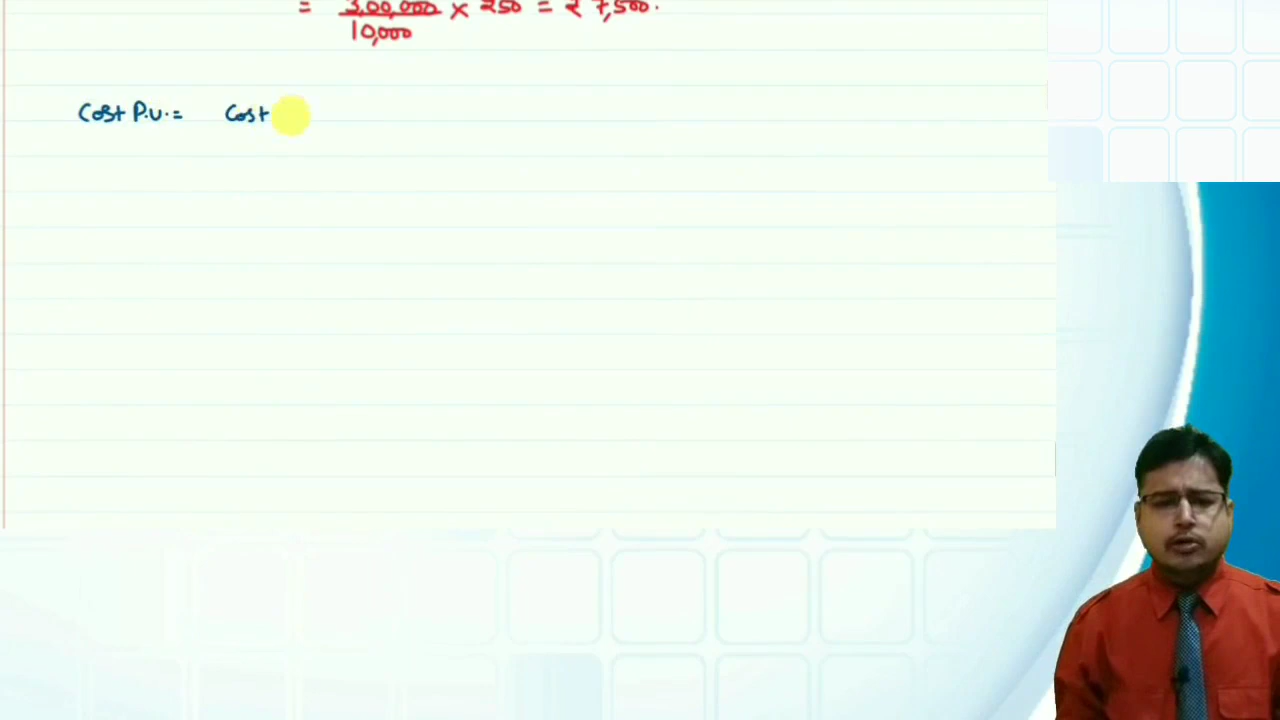 = 3,00,000 × 250 = ₹ 7,500.
10,000
Cost P.u. = Cost